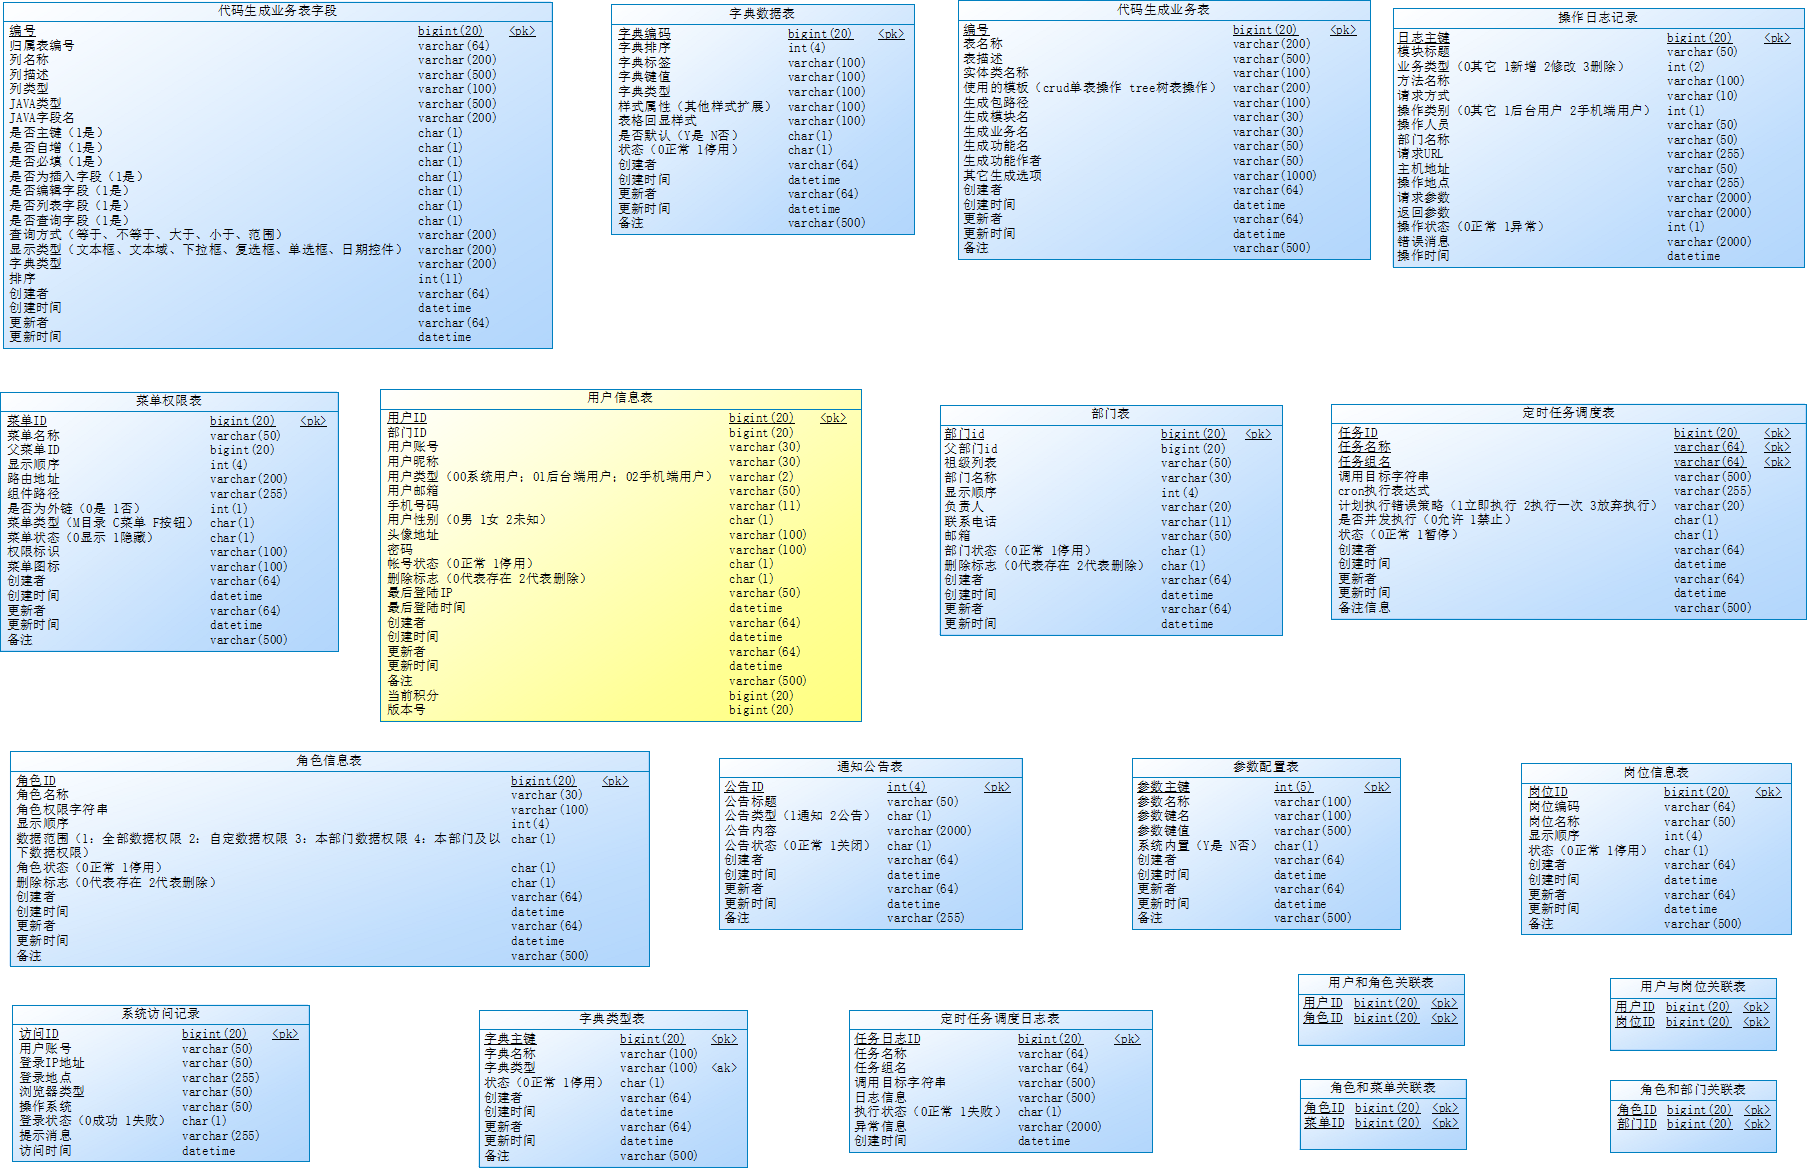 代码生成业务表字段
编号 bigint(20) <pk>
归属表编号 varchar(64)
列名称 varchar(200)
列描述 varchar(500)
列类型 varchar(100)
JAVA类型 varchar(500)
JAVA字段名 varchar(200)
是否主键（1是） char(1)
是否自增（1是） char(1)
是否必填（1是） char(1)
是否为插入字段（1是） char(1)
是否编辑字段（1是） char(1)
是否列表字段（1是） char(1)
是否查询字段（1是） char(1)
查询方式（等于、不等于、大于、小于、范围） varchar(200)
显示类型（文本框、文本域、下拉框、复选框、单选框、日期控件） varchar(200)
字典类型 varchar(200)
排序 int(11)
创建者 varchar(64)
创建时间 datetime
更新者 varchar(64)
更新时间 datetime
字典数据表
字典编码 bigint(20) <pk>
字典排序 int(4)
字典标签 varchar(100)
字典键值 varchar(100)
字典类型 varchar(100)
样式属性（其他样式扩展） varchar(100)
表格回显样式 varchar(100)
是否默认（Y是 N否） char(1)
状态（0正常 1停用） char(1)
创建者 varchar(64)
创建时间 datetime
更新者 varchar(64)
更新时间 datetime
备注 varchar(500)
代码生成业务表
编号 bigint(20) <pk>
表名称 varchar(200)
表描述 varchar(500)
实体类名称 varchar(100)
使用的模板（crud单表操作 tree树表操作） varchar(200)
生成包路径 varchar(100)
生成模块名 varchar(30)
生成业务名 varchar(30)
生成功能名 varchar(50)
生成功能作者 varchar(50)
其它生成选项 varchar(1000)
创建者 varchar(64)
创建时间 datetime
更新者 varchar(64)
更新时间 datetime
备注 varchar(500)
操作日志记录
日志主键 bigint(20) <pk>
模块标题 varchar(50)
业务类型（0其它 1新增 2修改 3删除） int(2)
方法名称 varchar(100)
请求方式 varchar(10)
操作类别（0其它 1后台用户 2手机端用户） int(1)
操作人员 varchar(50)
部门名称 varchar(50)
请求URL varchar(255)
主机地址 varchar(50)
操作地点 varchar(255)
请求参数 varchar(2000)
返回参数 varchar(2000)
操作状态（0正常 1异常） int(1)
错误消息 varchar(2000)
操作时间 datetime
菜单权限表
菜单ID bigint(20) <pk>
菜单名称 varchar(50)
父菜单ID bigint(20)
显示顺序 int(4)
路由地址 varchar(200)
组件路径 varchar(255)
是否为外链（0是 1否） int(1)
菜单类型（M目录 C菜单 F按钮） char(1)
菜单状态（0显示 1隐藏） char(1)
权限标识 varchar(100)
菜单图标 varchar(100)
创建者 varchar(64)
创建时间 datetime
更新者 varchar(64)
更新时间 datetime
备注 varchar(500)
用户信息表
用户ID bigint(20) <pk>
部门ID bigint(20)
用户账号 varchar(30)
用户昵称 varchar(30)
用户类型（00系统用户；01后台端用户；02手机端用户） varchar(2)
用户邮箱 varchar(50)
手机号码 varchar(11)
用户性别（0男 1女 2未知） char(1)
头像地址 varchar(100)
密码 varchar(100)
帐号状态（0正常 1停用） char(1)
删除标志（0代表存在 2代表删除） char(1)
最后登陆IP varchar(50)
最后登陆时间 datetime
创建者 varchar(64)
创建时间 datetime
更新者 varchar(64)
更新时间 datetime
备注 varchar(500)
当前积分 bigint(20)
版本号 bigint(20)
部门表
部门id bigint(20) <pk>
父部门id bigint(20)
祖级列表 varchar(50)
部门名称 varchar(30)
显示顺序 int(4)
负责人 varchar(20)
联系电话 varchar(11)
邮箱 varchar(50)
部门状态（0正常 1停用） char(1)
删除标志（0代表存在 2代表删除） char(1)
创建者 varchar(64)
创建时间 datetime
更新者 varchar(64)
更新时间 datetime
定时任务调度表
任务ID bigint(20) <pk>
任务名称 varchar(64) <pk>
任务组名 varchar(64) <pk>
调用目标字符串 varchar(500)
cron执行表达式 varchar(255)
计划执行错误策略（1立即执行 2执行一次 3放弃执行） varchar(20)
是否并发执行（0允许 1禁止） char(1)
状态（0正常 1暂停） char(1)
创建者 varchar(64)
创建时间 datetime
更新者 varchar(64)
更新时间 datetime
备注信息 varchar(500)
角色信息表
角色ID bigint(20) <pk>
角色名称 varchar(30)
角色权限字符串 varchar(100)
显示顺序 int(4)
数据范围（1：全部数据权限 2：自定数据权限 3：本部门数据权限 4：本部门及以 char(1)
下数据权限）
角色状态（0正常 1停用） char(1)
删除标志（0代表存在 2代表删除） char(1)
创建者 varchar(64)
创建时间 datetime
更新者 varchar(64)
更新时间 datetime
备注 varchar(500)
通知公告表
公告ID int(4) <pk>
公告标题 varchar(50)
公告类型（1通知 2公告） char(1)
公告内容 varchar(2000)
公告状态（0正常 1关闭） char(1)
创建者 varchar(64)
创建时间 datetime
更新者 varchar(64)
更新时间 datetime
备注 varchar(255)
参数配置表
参数主键 int(5) <pk>
参数名称 varchar(100)
参数键名 varchar(100)
参数键值 varchar(500)
系统内置（Y是 N否） char(1)
创建者 varchar(64)
创建时间 datetime
更新者 varchar(64)
更新时间 datetime
备注 varchar(500)
岗位信息表
岗位ID bigint(20) <pk>
岗位编码 varchar(64)
岗位名称 varchar(50)
显示顺序 int(4)
状态（0正常 1停用） char(1)
创建者 varchar(64)
创建时间 datetime
更新者 varchar(64)
更新时间 datetime
备注 varchar(500)
系统访问记录
访问ID bigint(20) <pk>
用户账号 varchar(50)
登录IP地址 varchar(50)
登录地点 varchar(255)
浏览器类型 varchar(50)
操作系统 varchar(50)
登录状态（0成功 1失败） char(1)
提示消息 varchar(255)
访问时间 datetime
字典类型表
字典主键 bigint(20) <pk>
字典名称 varchar(100)
字典类型 varchar(100) <ak>
状态（0正常 1停用） char(1)
创建者 varchar(64)
创建时间 datetime
更新者 varchar(64)
更新时间 datetime
备注 varchar(500)
定时任务调度日志表
任务日志ID bigint(20) <pk>
任务名称 varchar(64)
任务组名 varchar(64)
调用目标字符串 varchar(500)
日志信息 varchar(500)
执行状态（0正常 1失败） char(1)
异常信息 varchar(2000)
创建时间 datetime
用户和角色关联表
用户ID bigint(20) <pk>
角色ID bigint(20) <pk>
用户与岗位关联表
用户ID bigint(20) <pk>
岗位ID bigint(20) <pk>
角色和菜单关联表
角色ID bigint(20) <pk>
菜单ID bigint(20) <pk>
角色和部门关联表
角色ID bigint(20) <pk>
部门ID bigint(20) <pk>